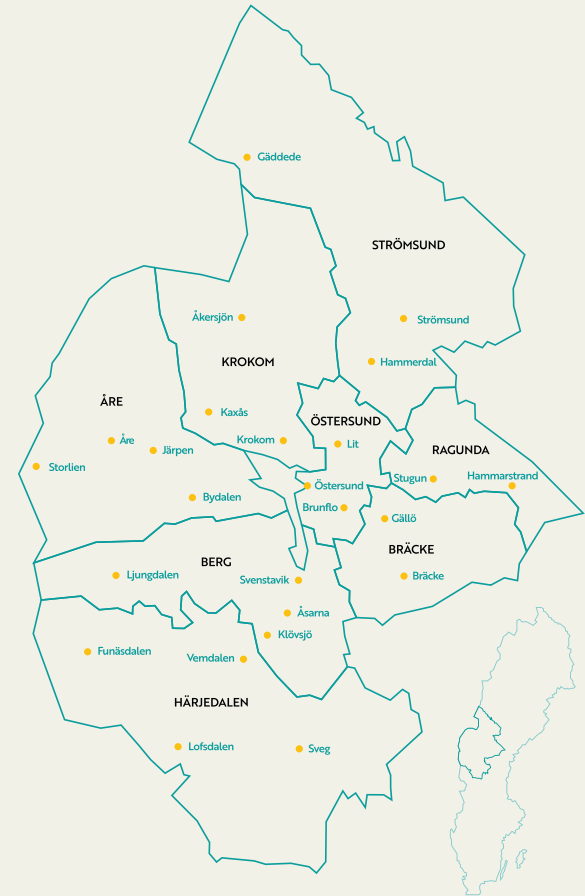 Gäddede
STRÖMSUND
Åkersjön
Strömsund
KROKOM
Hammerdal
ÅRE
Kaxås
ÖSTERSUND
Åre
Krokom
Lit
Järpen
RAGUNDA
Storlien
Stugun
Hammarstrand
Östersund
Bydalen
Brunflo
Gällö
BRÄCKE
BERG
Ljungdalen
Svenstavik
Bräcke
Åsarna
Klövsjö
Funäsdalen
Vemdalen
HÄRJEDALEN
Lofsdalen
Sveg